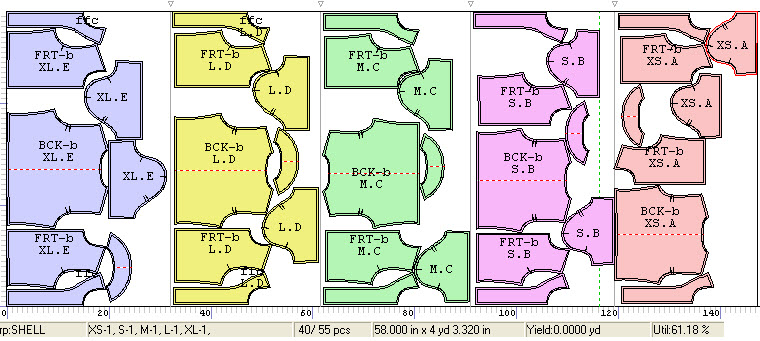 ffc
L.D
FRT-b
XL.E
FRT-b
L.D
FRT-b
M.C
S.B
FRT-b
XS.A
XS.A
XL.E
L.D
M.C
FRT-b
S.B
XS.A
BCK-b
XL.E
BCK-b
L.D
BCK-b
M.C
BCK-b
S.B
FRT-b
XS.A
XL.E
BCK-b
XS.A
FRT-b
XL.E
FRT-b
L.D
L.D
FRT-b
M.C
FRT-b
S.B
S.B
M.C
ffc
ffc
L.D
0 20 40 60 80 100 120 140
rp:SHELL XS-1, S-1, M-1, L-1, XL-1, 40/ 55 pcs 58.000 in x 4 yd 3.320 in Yield:0.0000 yd Util:61.18 %